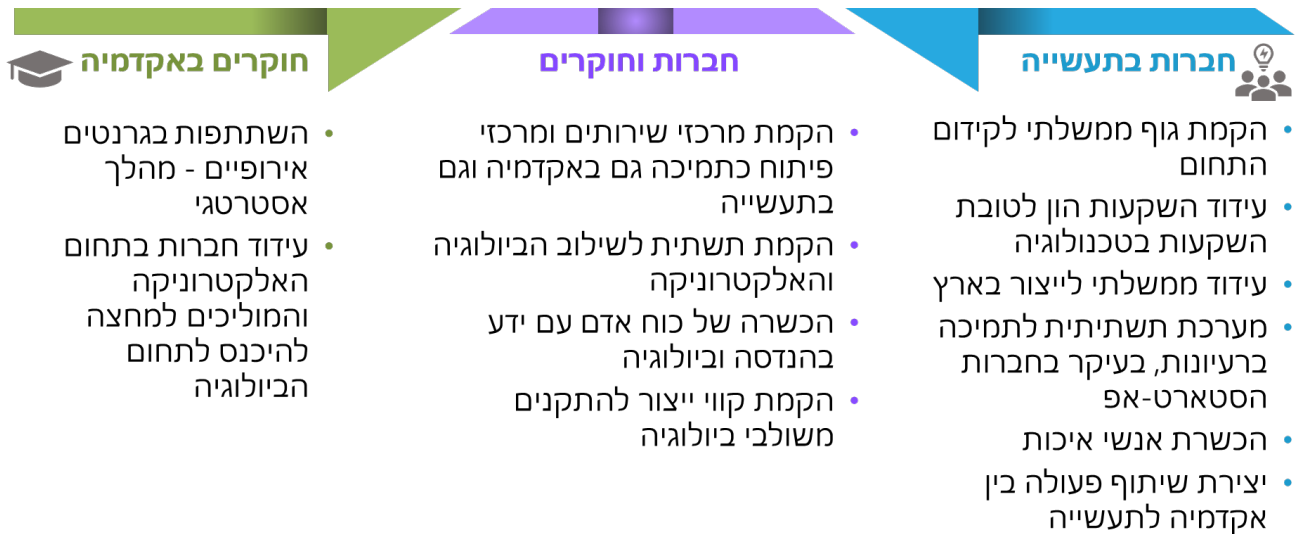 חברות בתעשייה
הקמת גוף ממשלתי לקידום
התחום
עידוד השקעות הון לטובת
השקעות בטכנולוגיה
עידוד ממשלתי לייצור בארץ
מערכת תשתיתית לתמיכה
ברעיונות, בעיקר בחברות
הסטארט-אפ
הכשרת אנשי איכות
יצירת שיתוף פעולה בין
אקדמיה לתעשייה
חברות וחוקרים
הקמת מרכזי שירותים ומרכזי
פיתוח כתמיכה גם באקדמיה וגם
בתעשייה
הקמת תשתית לשילוב הביולוגיה
והאלקטרוניקה
הכשרה של כוח אדם עם ידע
בהנדסה וביולוגיה
הקמת קווי ייצור להתקנים
משולבי ביולוגיה
חוקרים באקדמיה
השתתפות בגרנטים
אירופיים - מהלך
אסטרטגי
עידוד חברות בתחום
האלקטרוניקה
והמוליכים למחצה
להיכנס לתחום
הביולוגיה